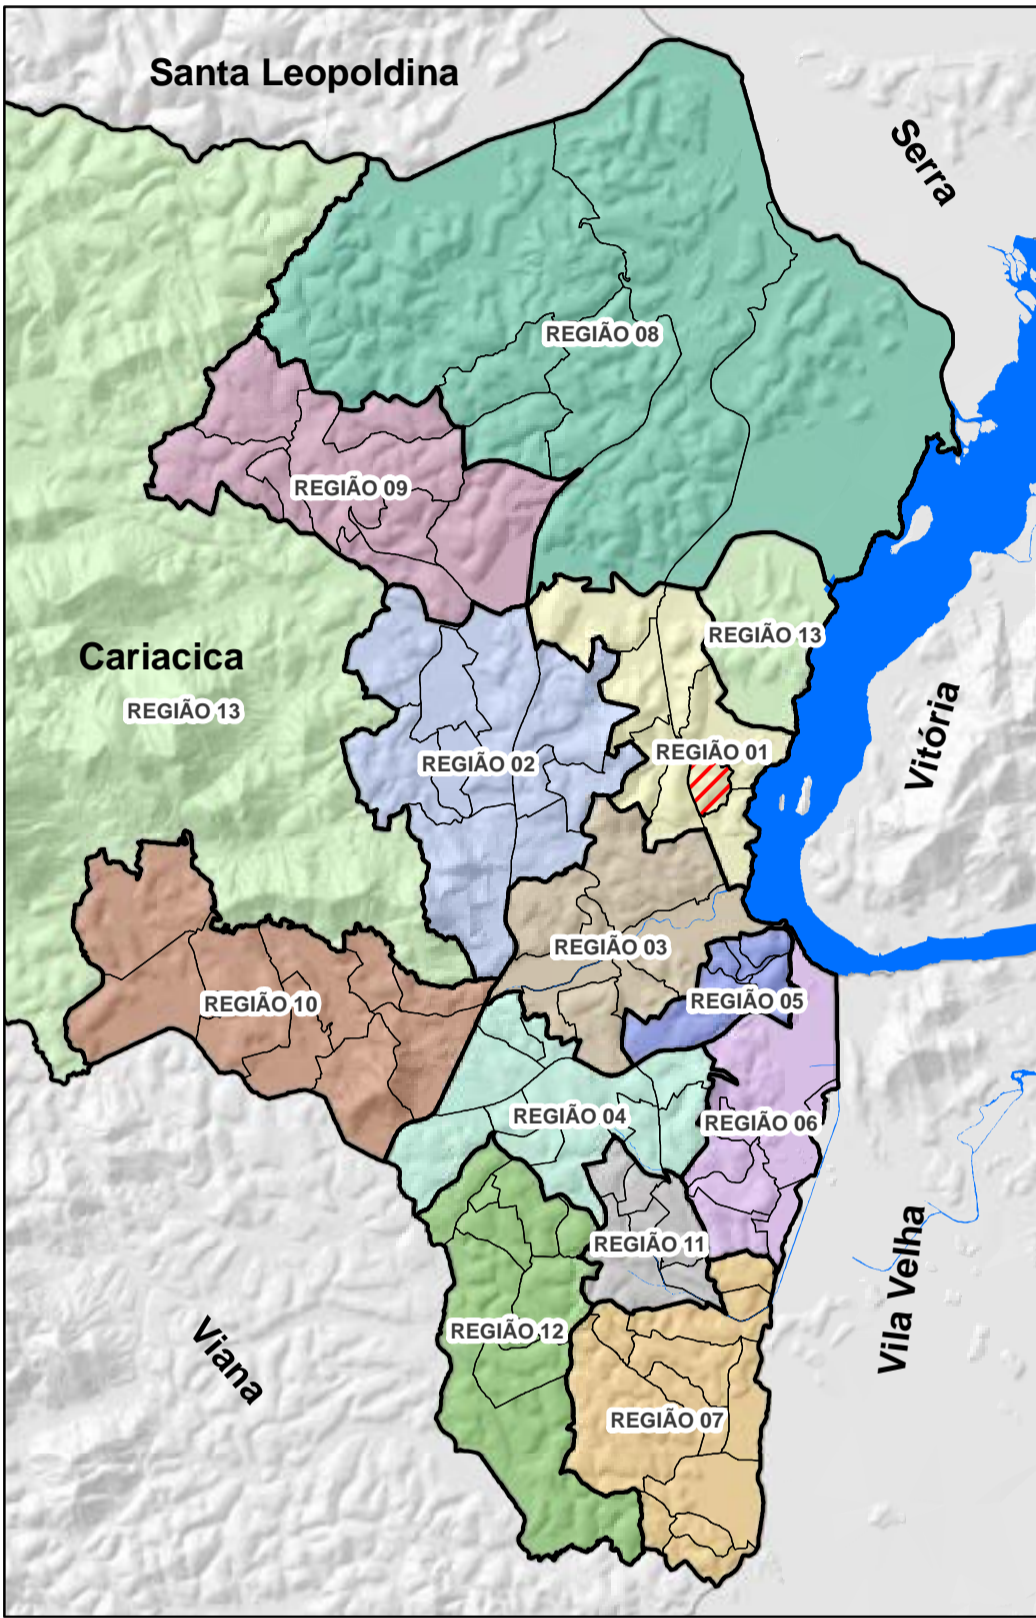 Santa Leopoldina
Serra
REGIÃO 08
REGIÃO 09
REGIÃO 13
Cariacica
REGIÃO 13
Vitória
REGIÃO 01
REGIÃO 02
REGIÃO 03
REGIÃO 05
REGIÃO 10
REGIÃO 04
REGIÃO 06
REGIÃO 11
Vila Velha
REGIÃO 12
Viana
REGIÃO 07